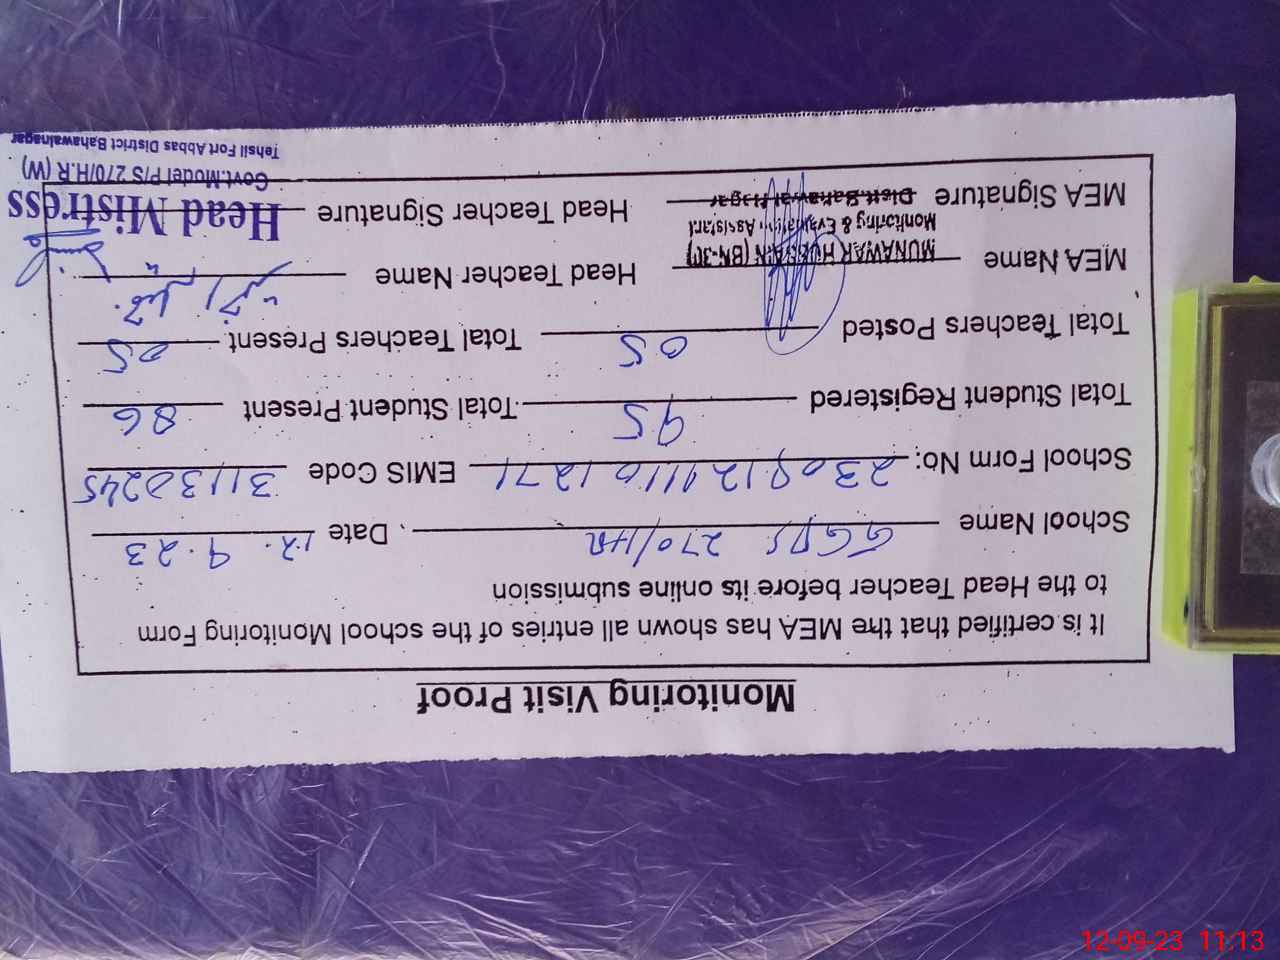 Monitoring Visit Proof
It is certified that the MEA has shown all entries of the school Monitoring Form
to the Head Teacher before its online submission
School Name GGPS 270/HR Date 12.9.23
School Form No: 23091211101271 EMIS Code 31130245
Total Student Registered 95 Total Student Present 86
Total Teachers Posted 05 Total Teachers Present 05
MEA Name MUNAWAR HUSSAIN (BN-30) Head Teacher Name
Monitoring & Evaluation Assistant
MEA Signature Distt. Bahawal Nagar Head Teacher Signature
Head Mistress
Govt. Model P/S 270/H.R (W)
Tehsil Fort Abbas District Bahawalnagar
12-09-23 11:13